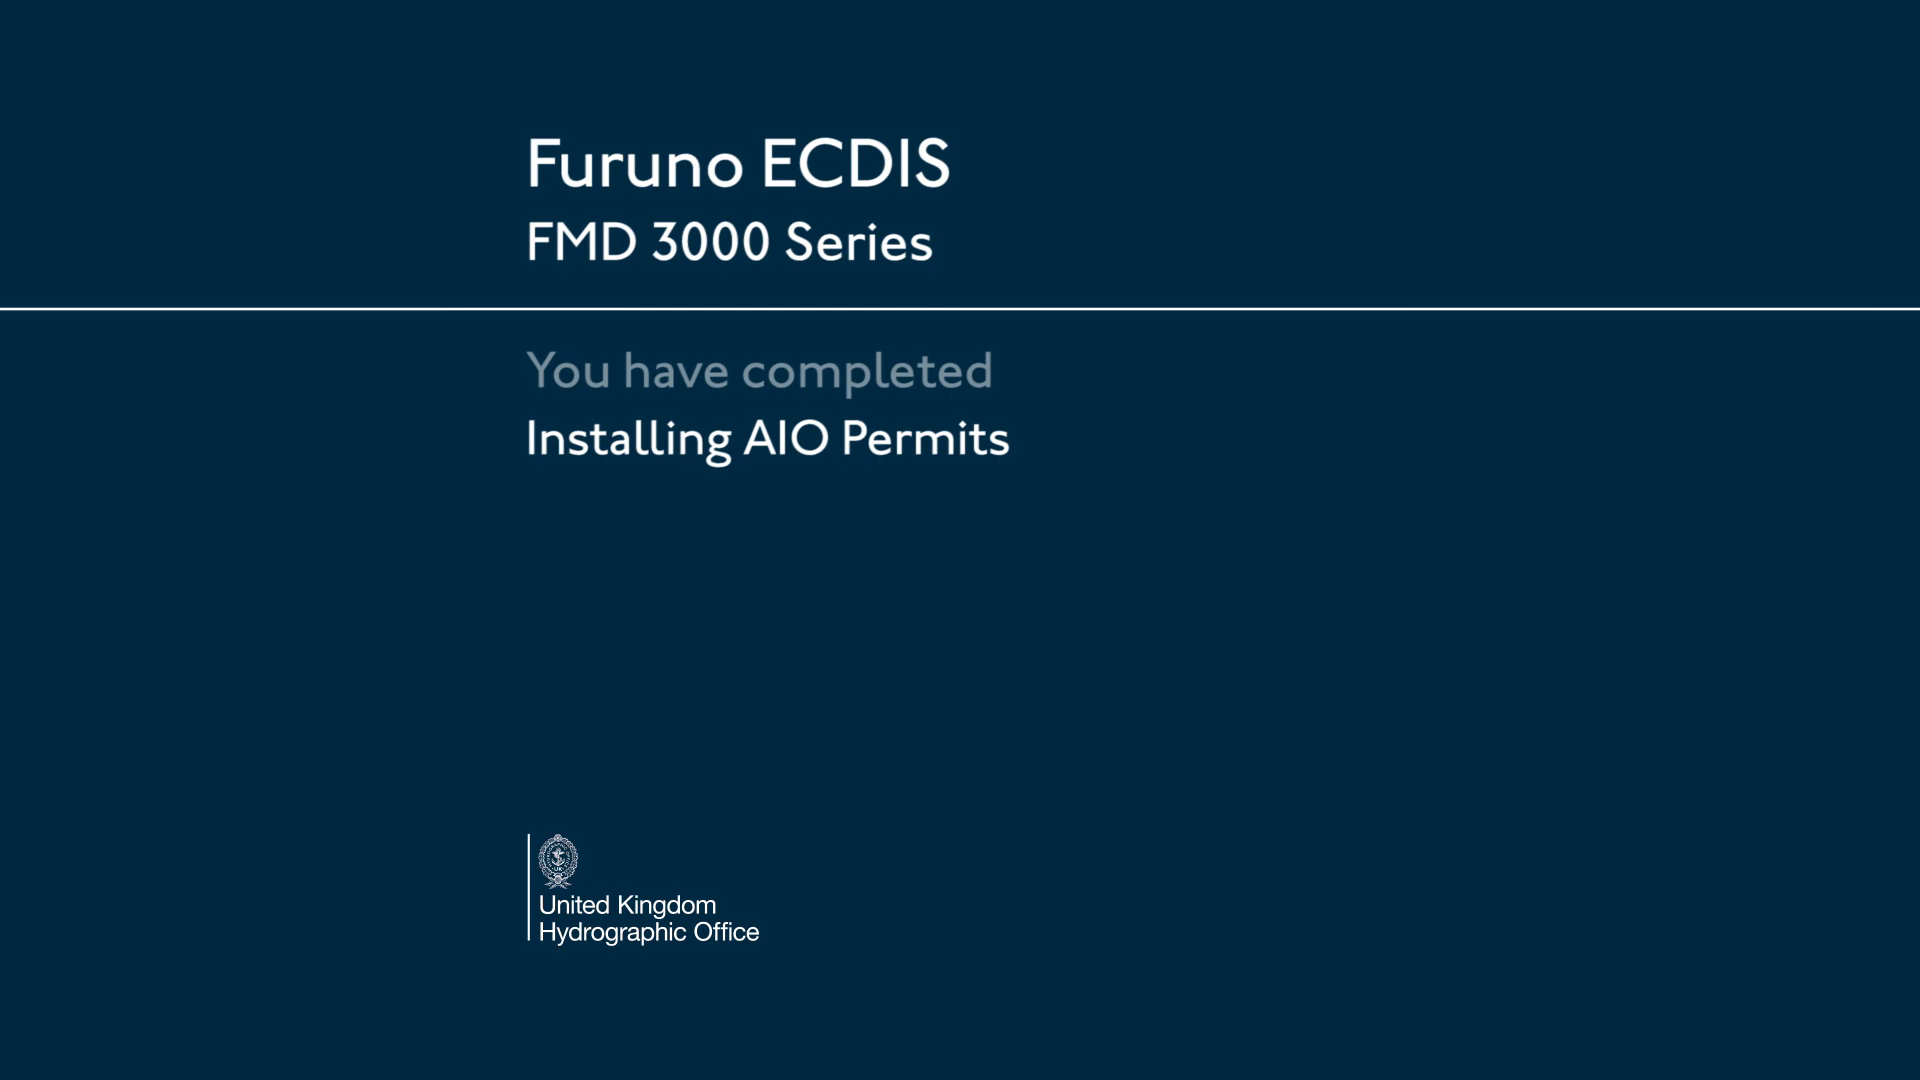 Furuno ECDIS
FMD 3000 Series
You have completed
Installing AIO Permits
United Kingdom
Hydrographic Office